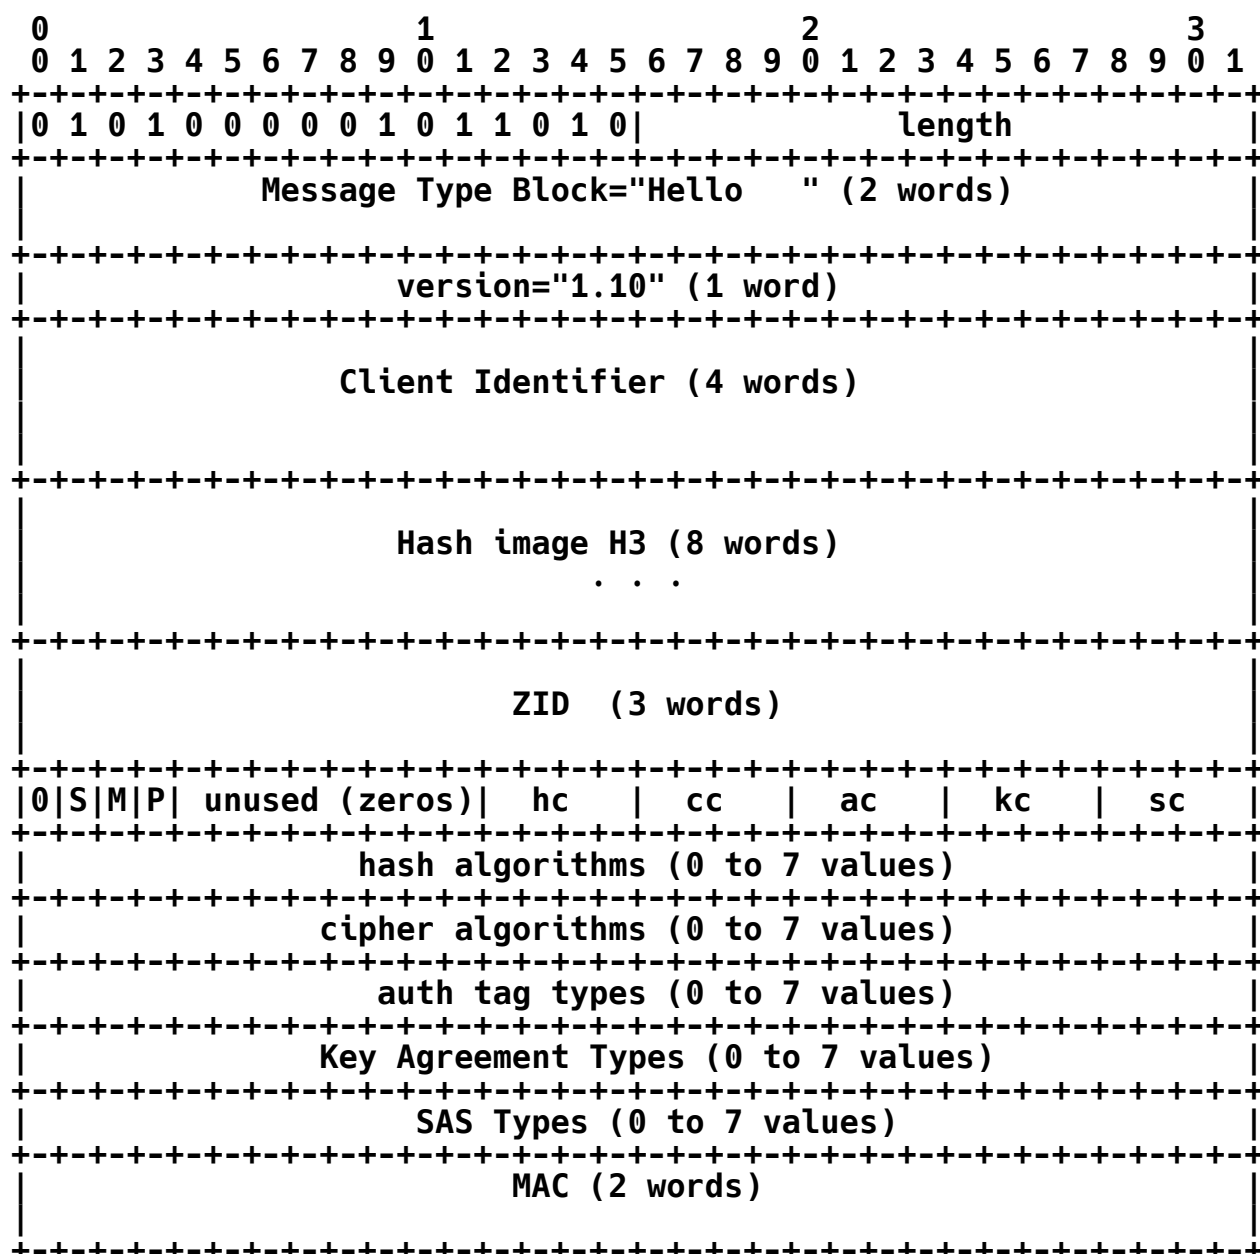 0                   1                   2                   3
 0 1 2 3 4 5 6 7 8 9 0 1 2 3 4 5 6 7 8 9 0 1 2 3 4 5 6 7 8 9 0 1
+-+-+-+-+-+-+-+-+-+-+-+-+-+-+-+-+-+-+-+-+-+-+-+-+-+-+-+-+-+-+-+-+
|0 1 0 1 0 0 0 0 0 1 0 1 1 0 1 0|             length            |
+-+-+-+-+-+-+-+-+-+-+-+-+-+-+-+-+-+-+-+-+-+-+-+-+-+-+-+-+-+-+-+-+
|            Message Type Block="Hello   " (2 words)            |
|                                                               |
+-+-+-+-+-+-+-+-+-+-+-+-+-+-+-+-+-+-+-+-+-+-+-+-+-+-+-+-+-+-+-+-+
|                   version="1.10" (1 word)                     |
+-+-+-+-+-+-+-+-+-+-+-+-+-+-+-+-+-+-+-+-+-+-+-+-+-+-+-+-+-+-+-+-+
|                                                               |
|                Client Identifier (4 words)                    |
|                                                               |
|                                                               |
+-+-+-+-+-+-+-+-+-+-+-+-+-+-+-+-+-+-+-+-+-+-+-+-+-+-+-+-+-+-+-+-+
|                                                               |
|                   Hash image H3 (8 words)                     |
|                             . . .                             |
|                                                               |
+-+-+-+-+-+-+-+-+-+-+-+-+-+-+-+-+-+-+-+-+-+-+-+-+-+-+-+-+-+-+-+-+
|                                                               |
|                         ZID  (3 words)                        |
|                                                               |
+-+-+-+-+-+-+-+-+-+-+-+-+-+-+-+-+-+-+-+-+-+-+-+-+-+-+-+-+-+-+-+-+
|0|S|M|P| unused (zeros)|  hc   |  cc   |  ac   |  kc   |  sc   |
+-+-+-+-+-+-+-+-+-+-+-+-+-+-+-+-+-+-+-+-+-+-+-+-+-+-+-+-+-+-+-+-+
|                 hash algorithms (0 to 7 values)               |
+-+-+-+-+-+-+-+-+-+-+-+-+-+-+-+-+-+-+-+-+-+-+-+-+-+-+-+-+-+-+-+-+
|               cipher algorithms (0 to 7 values)               |
+-+-+-+-+-+-+-+-+-+-+-+-+-+-+-+-+-+-+-+-+-+-+-+-+-+-+-+-+-+-+-+-+
|                  auth tag types (0 to 7 values)               |
+-+-+-+-+-+-+-+-+-+-+-+-+-+-+-+-+-+-+-+-+-+-+-+-+-+-+-+-+-+-+-+-+
|               Key Agreement Types (0 to 7 values)             |
+-+-+-+-+-+-+-+-+-+-+-+-+-+-+-+-+-+-+-+-+-+-+-+-+-+-+-+-+-+-+-+-+
|                    SAS Types (0 to 7 values)                  |
+-+-+-+-+-+-+-+-+-+-+-+-+-+-+-+-+-+-+-+-+-+-+-+-+-+-+-+-+-+-+-+-+
|                         MAC (2 words)                         |
|                                                               |
+-+-+-+-+-+-+-+-+-+-+-+-+-+-+-+-+-+-+-+-+-+-+-+-+-+-+-+-+-+-+-+-+